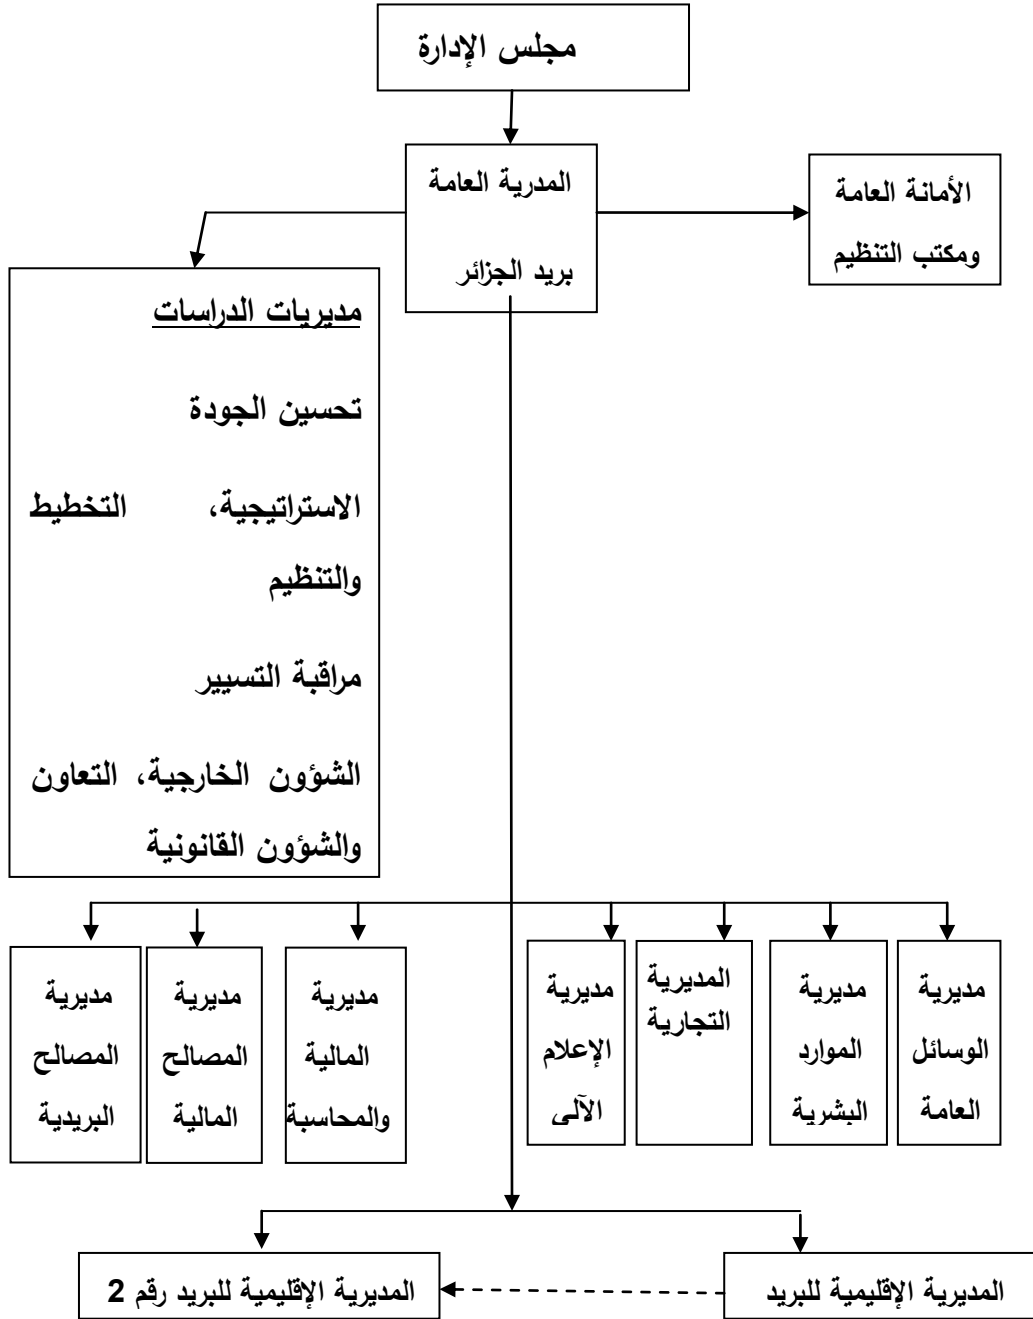 مجلس الإدارة
المدرية العامة
بريد الجزائر
الأمانة العامة
ومكتب التنظيم
مديريات الدراسات
تحسين الجودة
الاستراتيجية، التخطيط
والتنظيم
مراقبة التسيير
الشؤون الخارجية، التعاون
والشؤون القانونية
مديرية
الوسائل
العامة
مديرية
الموارد
البشرية
المديرية
التجارية
مديرية
الإعلام
الآلي
مديرية
المالية
والمحاسبة
مديرية
المصالح
المالية
مديرية
المصالح
البريدية
المديرية الإقليمية للبريد
المديرية الإقليمية للبريد رقم 2